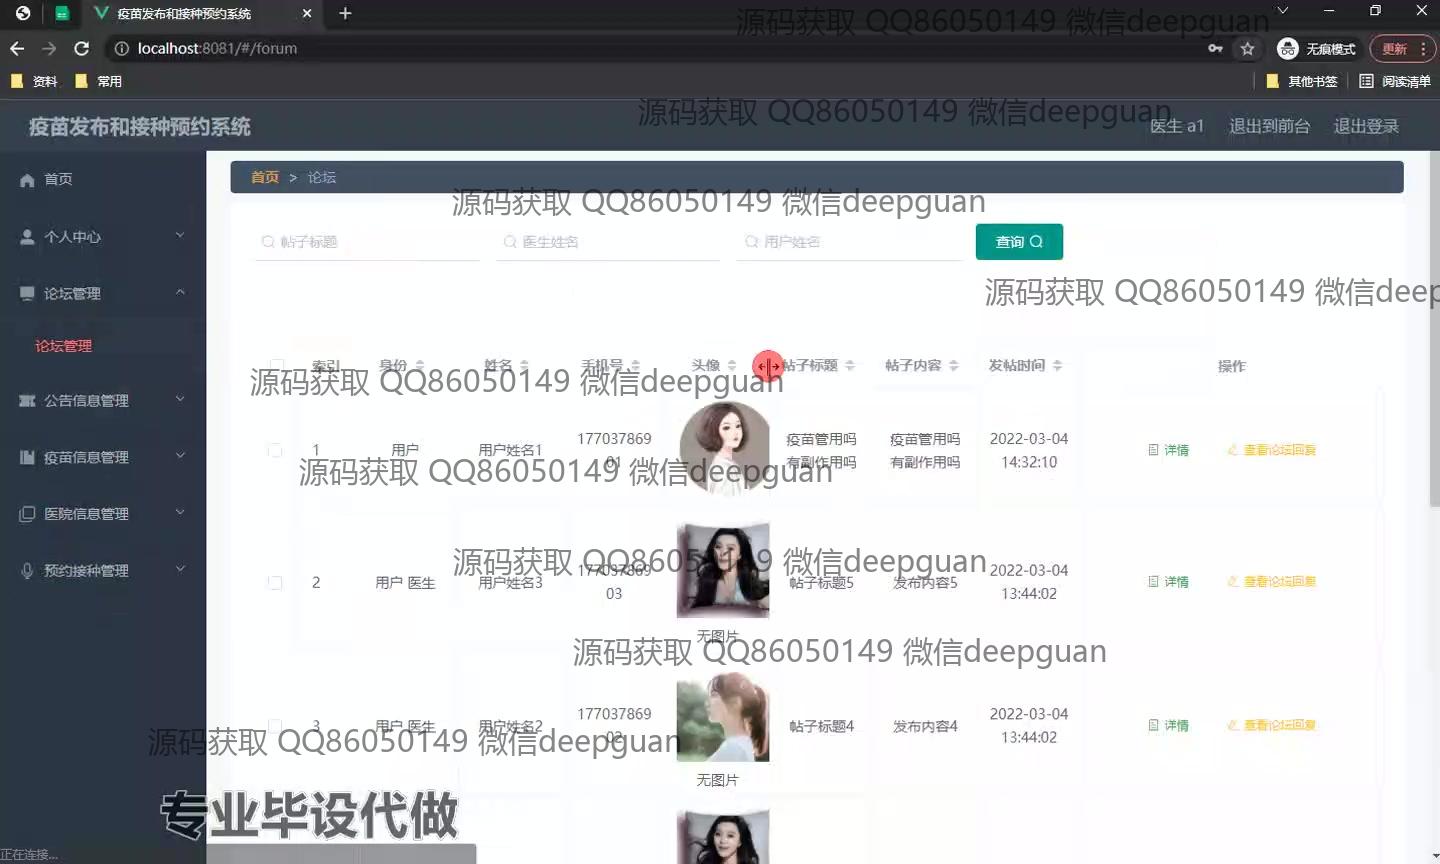 疫苗发布和接种预约系统
源码获取 QQ86050149 微信deepguan
localhost:8081/#/forum
无痕模式
更新
资料
常用
其他书签
阅读清单
疫苗发布和接种预约系统
源码获取 QQ86050149 微信deepguan
医生 a1
退出到前台
退出登录
首页
个人中心
论坛管理
论坛管理
公告信息管理
疫苗信息管理
医院信息管理
预约接种管理
首页 > 论坛
源码获取 QQ86050149 微信deepguan
帖子标题
医生姓名
用户姓名
查询
源码获取 QQ86050149 微信deep
索引 身份 姓名 手机号 头像 帖子标题 帖子内容 发帖时间 操作
源码获取 QQ86050149 微信deepguan
1 用户 用户姓名1
177037869
01
疫苗管用吗
有副作用吗
疫苗管用吗
有副作用吗
2022-03-04
14:32:10
详情
查看论坛回复
源码获取 QQ86050149 微信deepguan
源码获取 QQ86050149 微信deepguan
2 用户 医生 用户姓名3
177037869
03
帖子标题5
发布内容5
2022-03-04
13:44:02
详情
查看论坛回复
无图片
源码获取 QQ86050149 微信deepguan
3 用户 医生 用户姓名2
177037869
02
帖子标题4
发布内容4
2022-03-04
13:44:02
详情
查看论坛回复
源码获取 QQ86050149 微信deepguan
无图片
专业毕设代做
正在连接...